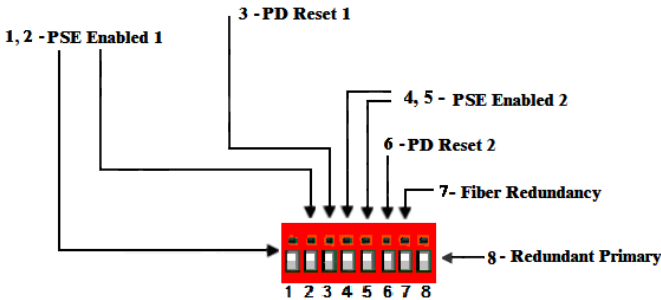 3 - PD Reset 1
1, 2 - PSE Enabled 1
4, 5 - PSE Enabled 2
6 - PD Reset 2
7- Fiber Redundancy
8 - Redundant Primary
1 2 3 4 5 6 7 8